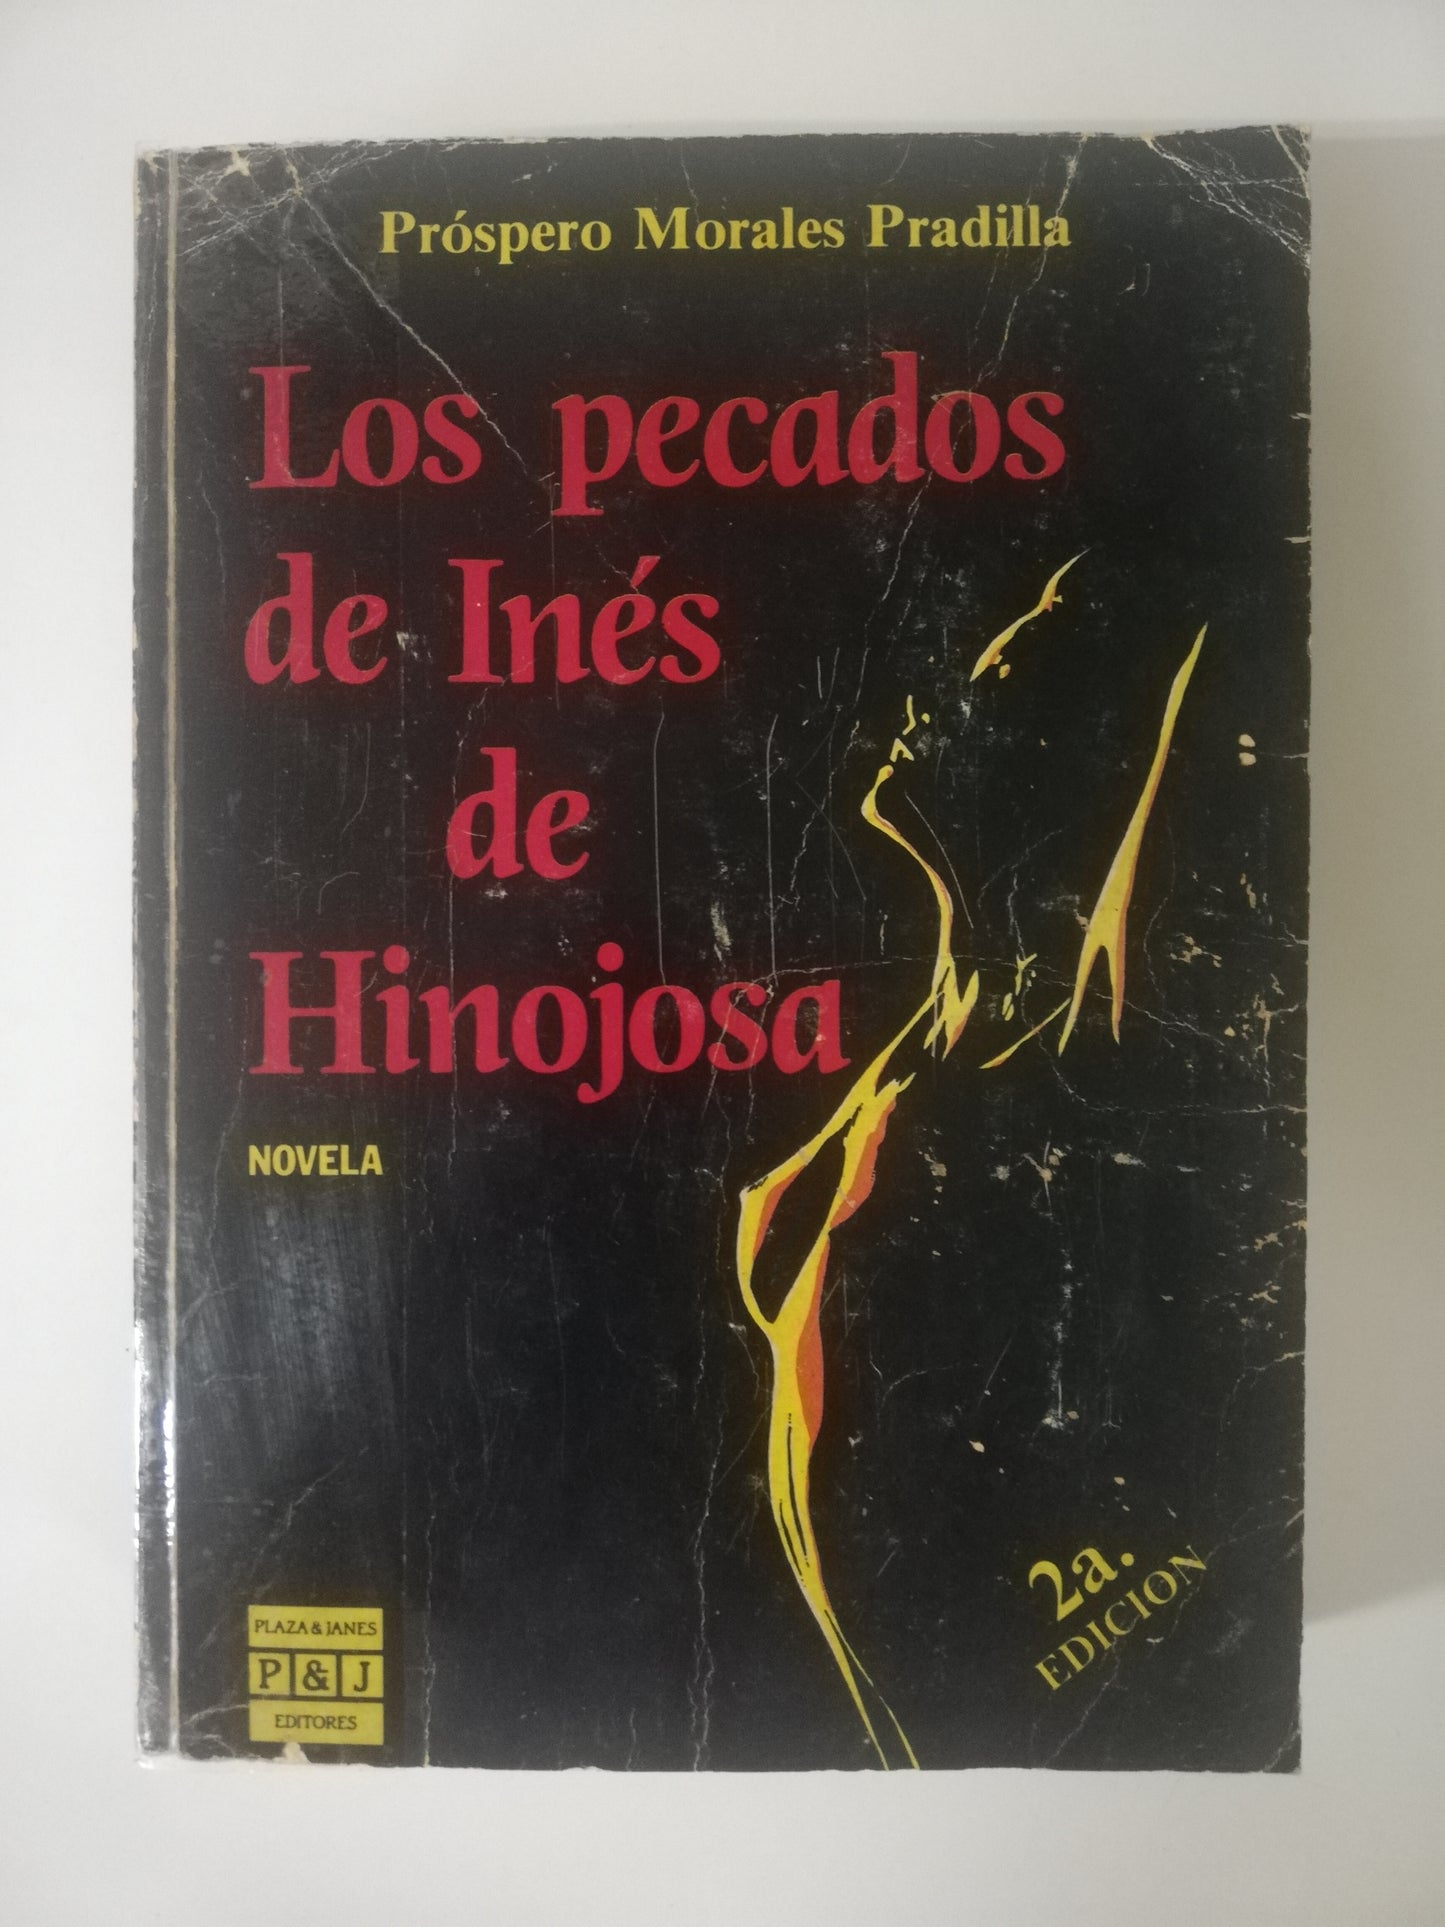 Próspero Morales Pradilla
Los pecados
de Inés
de
Hinojosa
NOVELA
2a.
EDICION
PLAZA & JANES
P & J
EDITORES